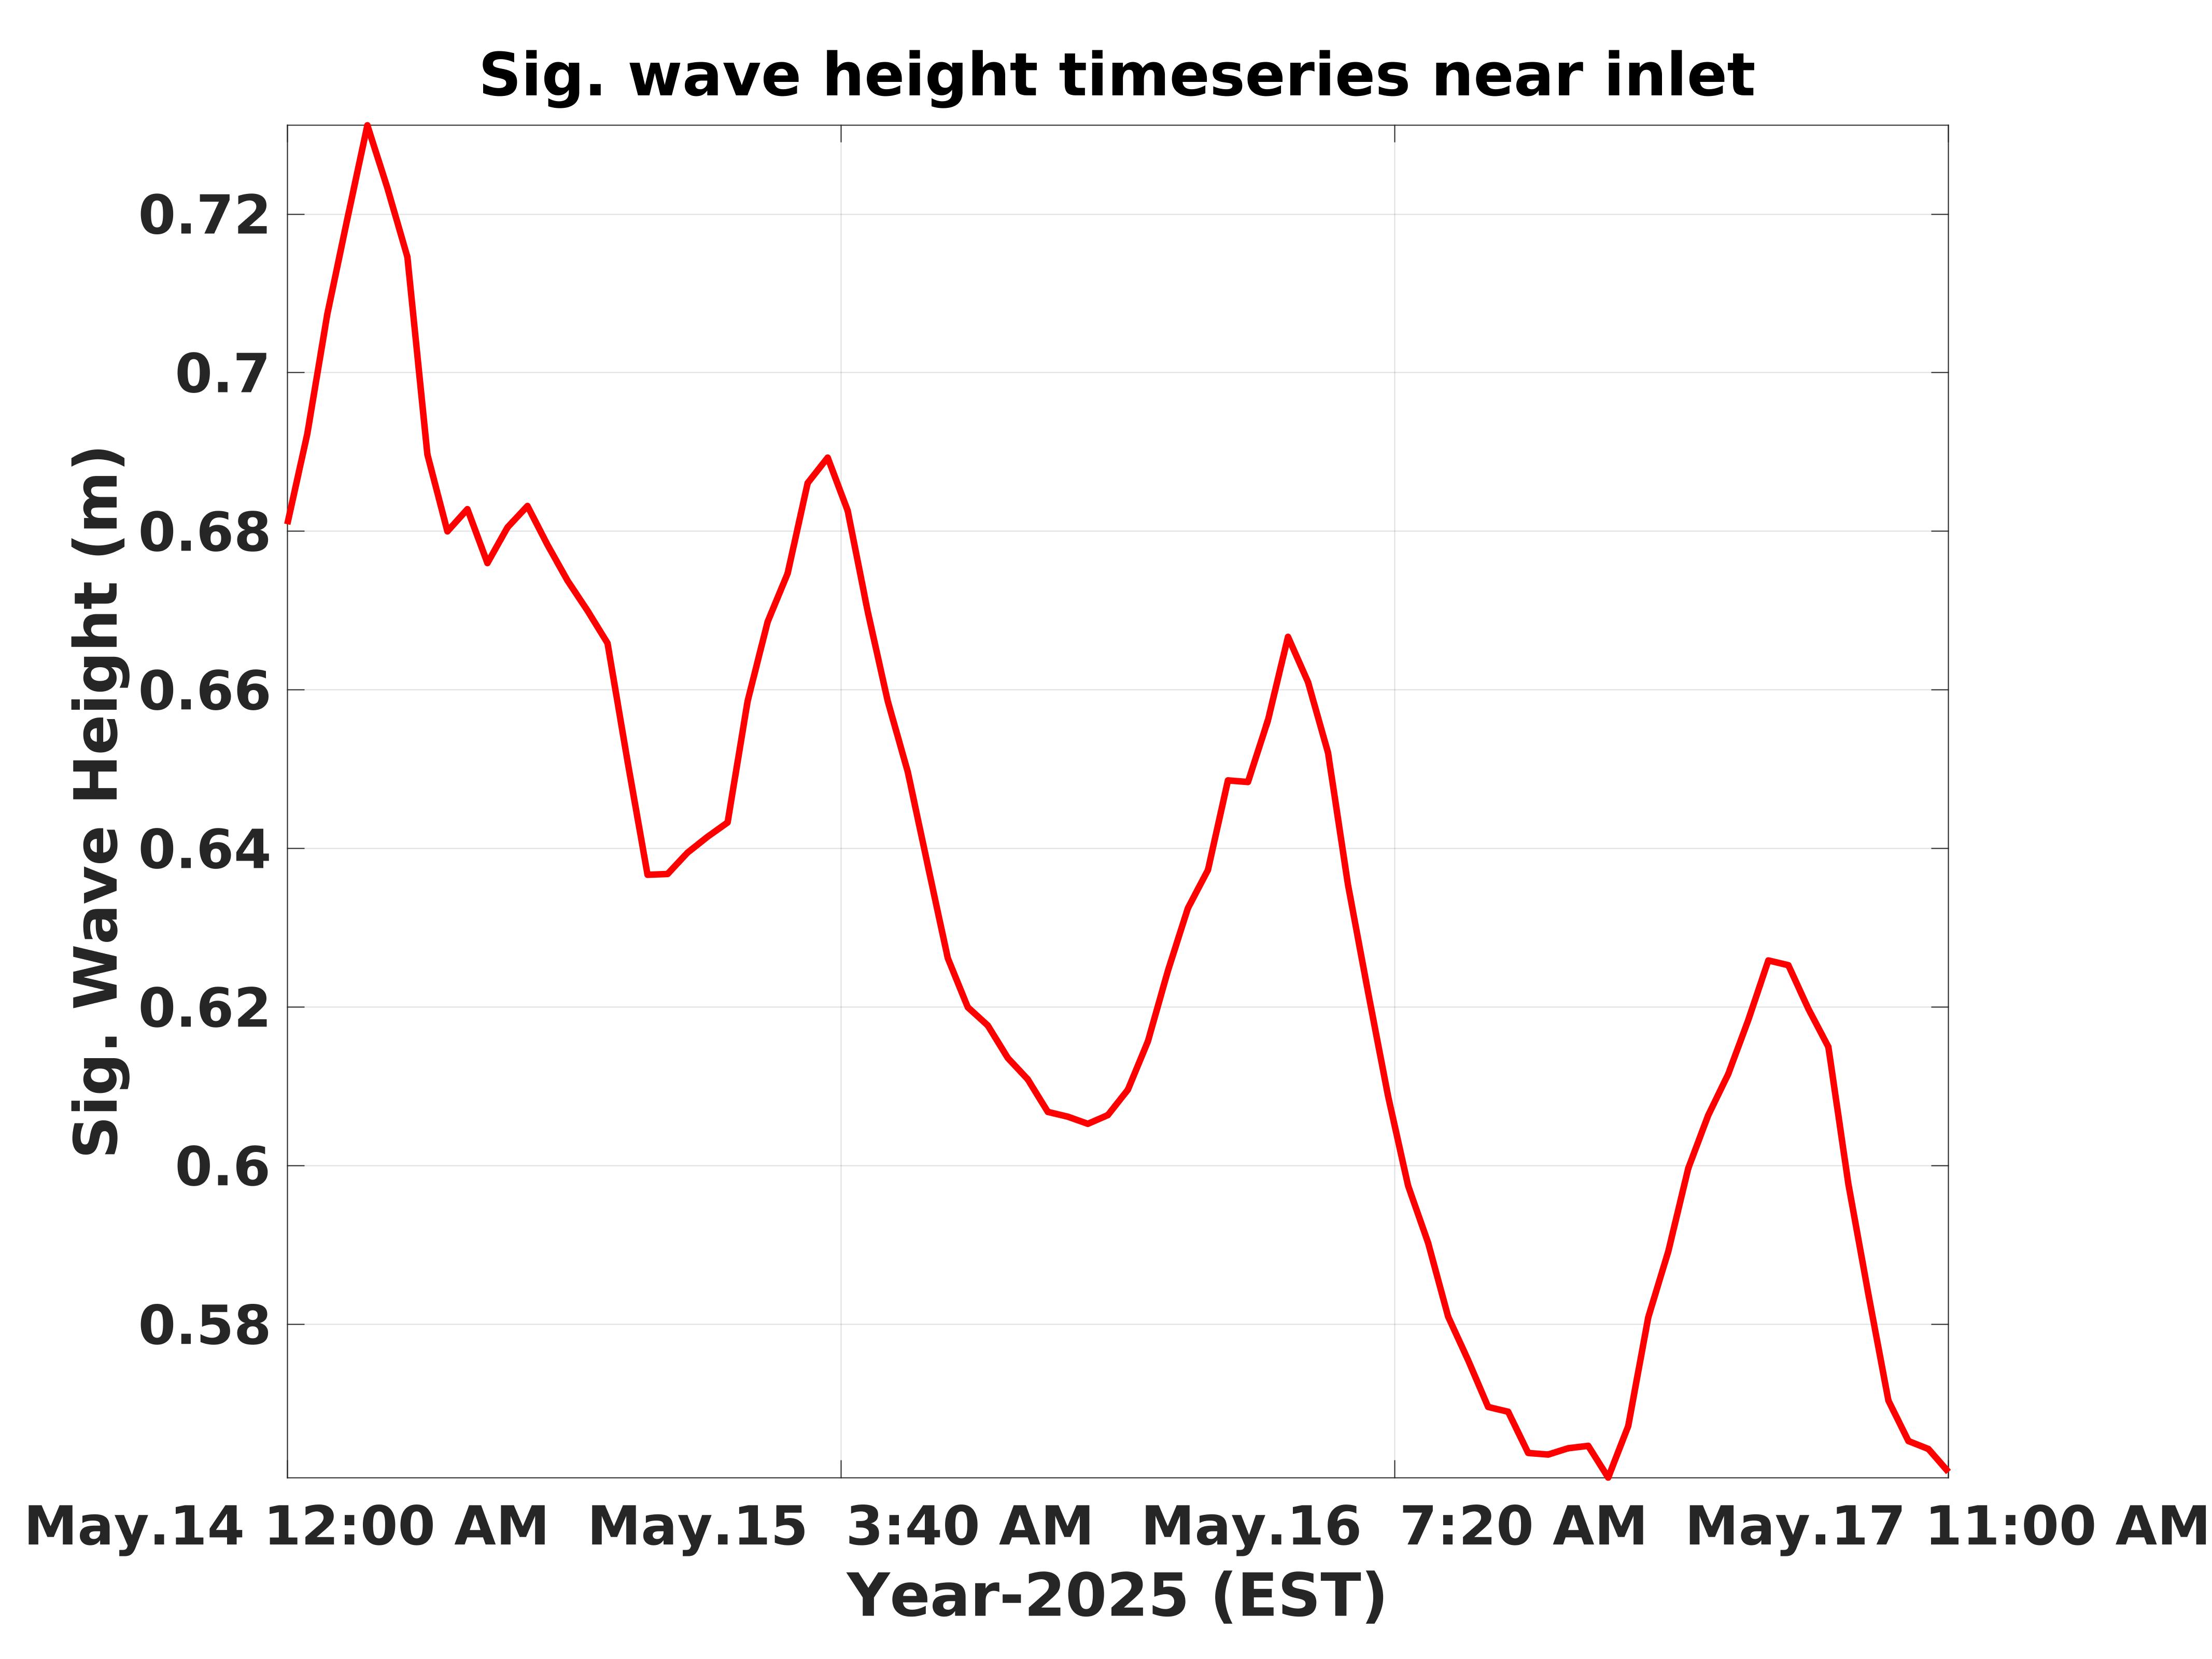 Sig. wave height timeseries near inlet
Sig. Wave Height (m)
0.72
0.7
0.68
0.66
0.64
0.62
0.6
0.58
May.14 12:00 AM May.15 3:40 AM May.16 7:20 AM May.17 11:00 AM
Year-2025 (EST)